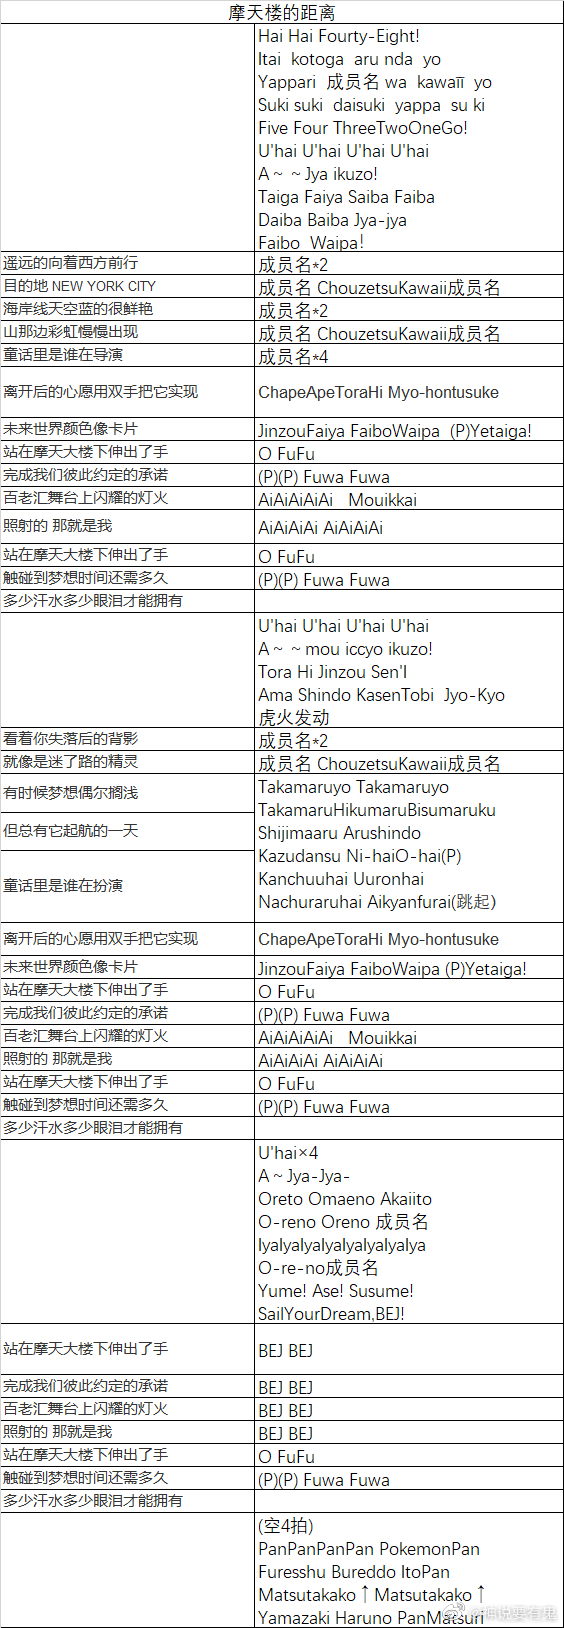 摩天楼的距离
Hai Hai Fourty-Eight!
Itai kotoga aru nda yo
Yappari 成员名 wa kawaīī yo
Suki suki daisuki yappa su ki
Five Four ThreeTwoOneGo!
U'hai U'hai U'hai U'hai
A～～Jya ikuzo!
Taiga Faiya Saiba Faiba
Daiba Baiba Jya-jya
Faibo Waipa!
遥远的向着西方前行 成员名*2
目的地 NEW YORK CITY 成员名 ChouzetsuKawaii成员名
海岸线天空蓝的很鲜艳 成员名*2
山那边彩虹慢慢出现 成员名 ChouzetsuKawaii成员名
童话里是谁在导演 成员名*4
离开后的心愿用双手把它实现 ChapeApeToraHi Myo-hontusuke
未来世界颜色像卡片 JinzouFaiya FaiboWaipa (P)Yetaiga!
站在摩天大楼下伸出了手 O FuFu
完成我们彼此约定的承诺 (P)(P) Fuwa Fuwa
百老汇舞台上闪耀的灯火 AiAiAiAiAi Mouikkai
照射的 那就是我 AiAiAiAi AiAiAiAi
站在摩天大楼下伸出了手 O FuFu
触碰到梦想时间还需多久 (P)(P) Fuwa Fuwa
多少汗水多少眼泪才能拥有
U'hai U'hai U'hai U'hai
A～～mou iccyo ikuzo!
Tora Hi Jinzou Sen'I
Ama Shindo KasenTobi Jyo-Kyo
虎火发动
看着你失落后的背影 成员名*2
就像是迷了路的精灵 成员名 ChouzetsuKawaii成员名
有时候梦想偶尔搁浅
但总有它起航的一天
童话里是谁在扮演
Takamaruyo Takamaruyo
TakamaruHikumaruBisumaruku
Shijimaaru Arushindo
Kazudansu Ni-haiO-hai(P)
Kanchuuhai Uuronhai
Nachuraruhai Aikyanfurai(跳起)
离开后的心愿用双手把它实现 ChapeApeToraHi Myo-hontusuke
未来世界颜色像卡片 JinzouFaiya FaiboWaipa (P)Yetaiga!
站在摩天大楼下伸出了手 O FuFu
完成我们彼此约定的承诺 (P)(P) Fuwa Fuwa
百老汇舞台上闪耀的灯火 AiAiAiAiAi Mouikkai
照射的 那就是我 AiAiAiAi AiAiAiAi
站在摩天大楼下伸出了手 O FuFu
触碰到梦想时间还需多久 (P)(P) Fuwa Fuwa
多少汗水多少眼泪才能拥有
U'hai×4
A～Jya-Jya-
Oreto Omaeno Akaiito
O-reno Oreno 成员名
IyaIyaIyaIyaIyaIyaIyaIya
O-re-no成员名
Yume! Ase! Susume!
SailYourDream,BEJ!
站在摩天大楼下伸出了手 BEJ BEJ
完成我们彼此约定的承诺 BEJ BEJ
百老汇舞台上闪耀的灯火 BEJ BEJ
照射的 那就是我 BEJ BEJ
站在摩天大楼下伸出了手 O FuFu
触碰到梦想时间还需多久 (P)(P) Fuwa Fuwa
多少汗水多少眼泪才能拥有
(空4拍)
PanPanPanPan PokemonPan
Furesshu Bureddo ItoPan
Matsutakako↑Matsutakako↑
Yamazaki Haruno PanMatsuri
@神说要有